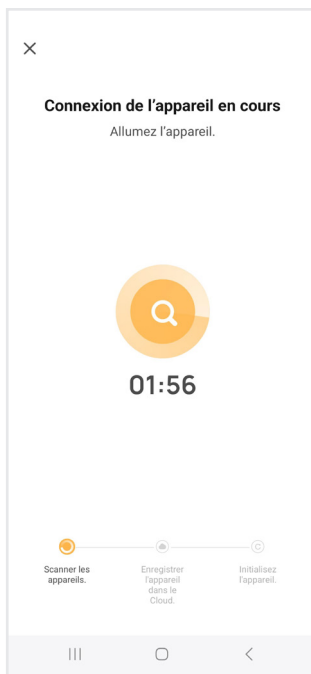 Connexion de l'appareil en cours
Allumez l'appareil.
01:56
Scanner les
appareils.
Enregistrer
l'appareil
dans le
Cloud.
Initialisez
l'appareil.